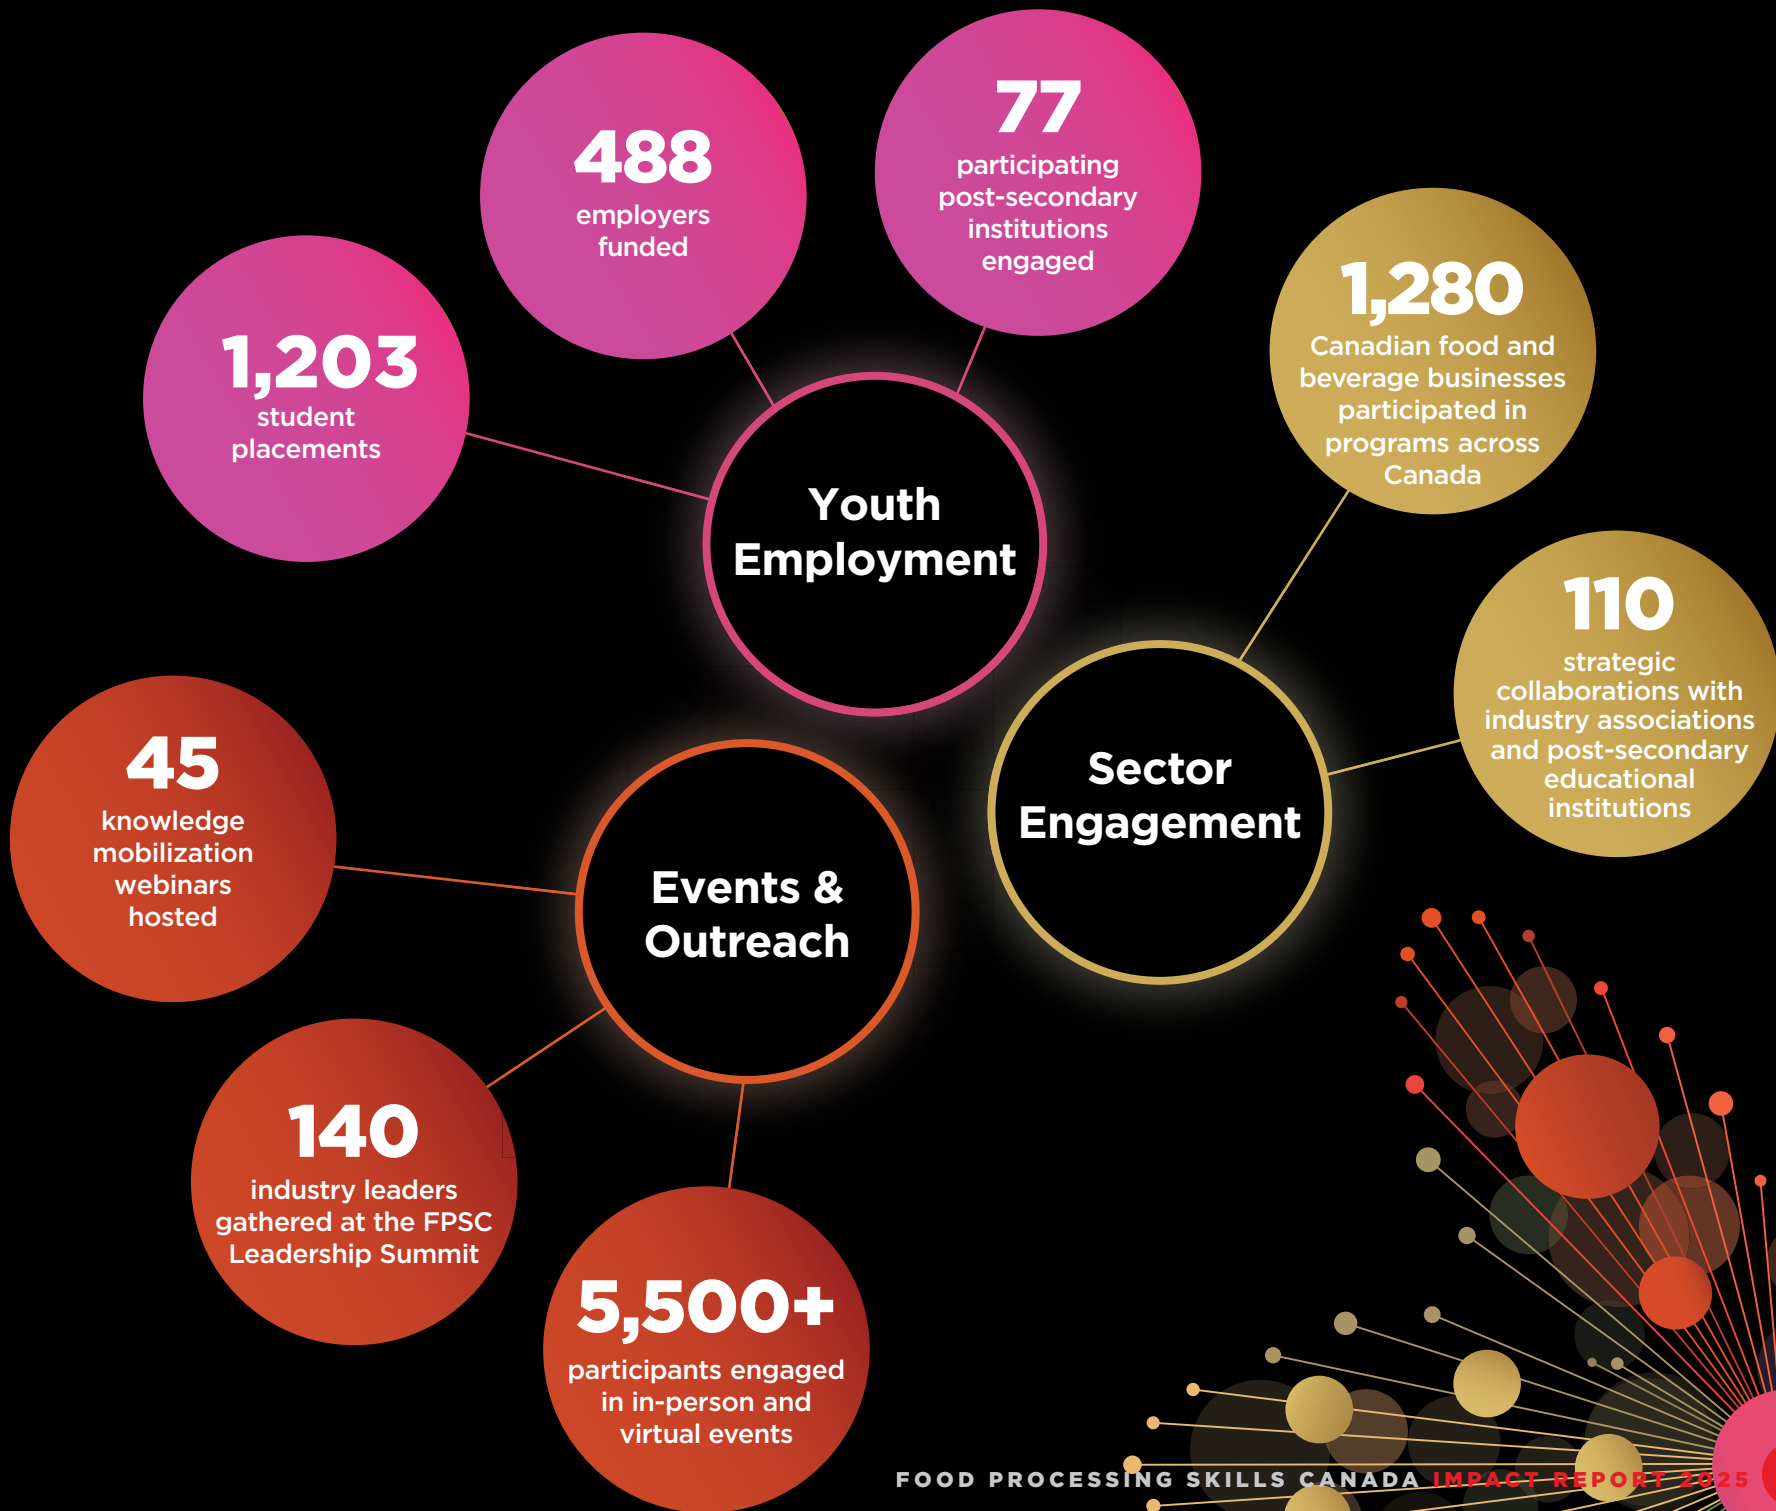 77
participating
post-secondary
institutions
engaged
488
employers
funded
1,203
student
placements
Youth
Employment
1,280
Canadian food and
beverage businesses
participated in
programs across
Canada
110
strategic
collaborations with
industry associations
and post-secondary
educational
institutions
Sector
Engagement
Events &
Outreach
45
knowledge
mobilization
webinars
hosted
140
industry leaders
gathered at the FPSC
Leadership Summit
5,500+
participants engaged
in in-person and
virtual events
FOOD PROCESSING SKILLS CANADA IMPACT REPORT 2025